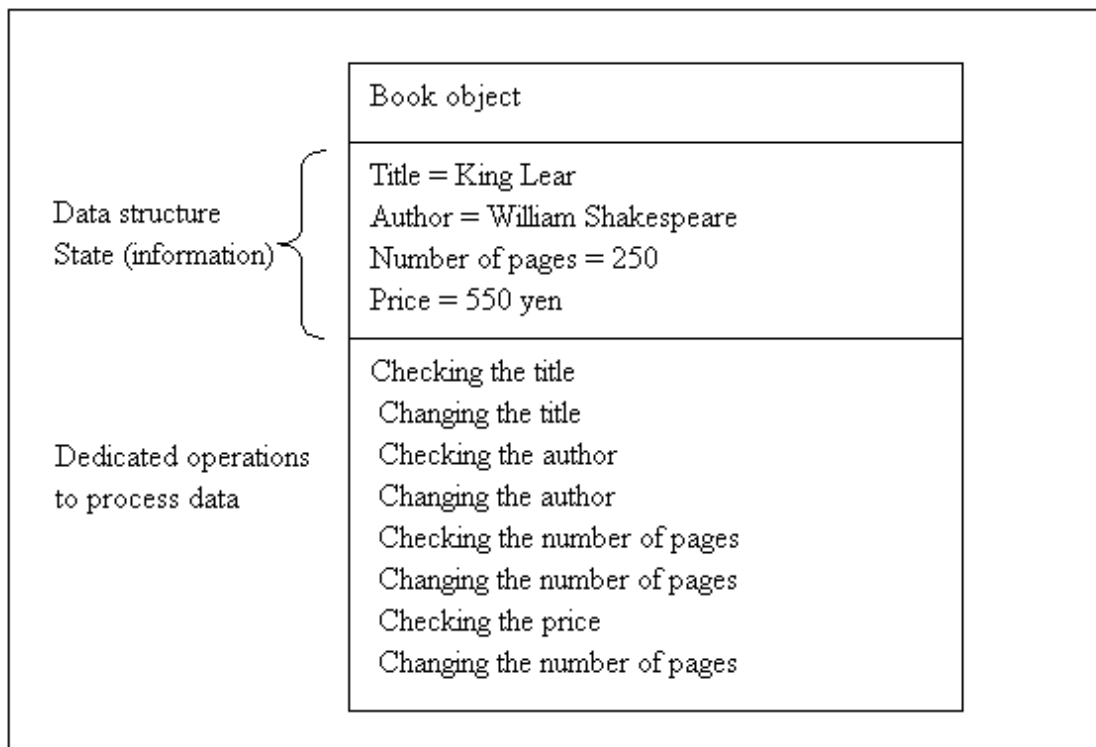 Book object
Data structure
State (information)
Title = King Lear
Author = William Shakespeare
Number of pages = 250
Price = 550 yen
Dedicated operations
to process data
Checking the title
Changing the title
Checking the author
Changing the author
Checking the number of pages
Changing the number of pages
Checking the price
Changing the number of pages